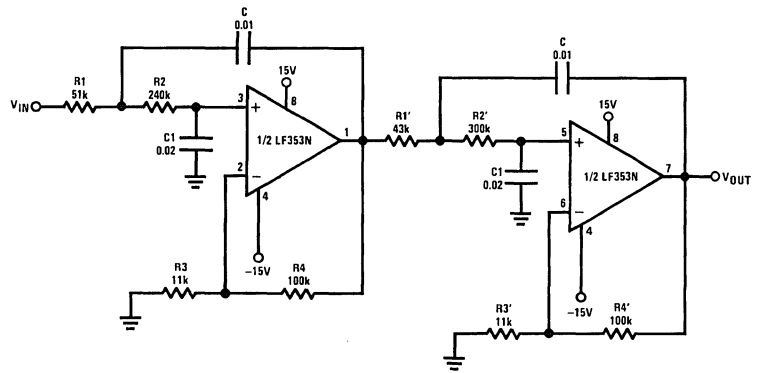 C
0.01
R1
51k
R2
240k
VIN
3
+
15V
8
1/2 LF353N
1
C1
0.02
2
−
4
−15V
R3
11k
R4
100k
C
0.01
R1'
43k
R2'
300k
5
+
15V
8
1/2 LF353N
7
VOUT
C1
0.02
6
−
4
−15V
R3'
11k
R4'
100k